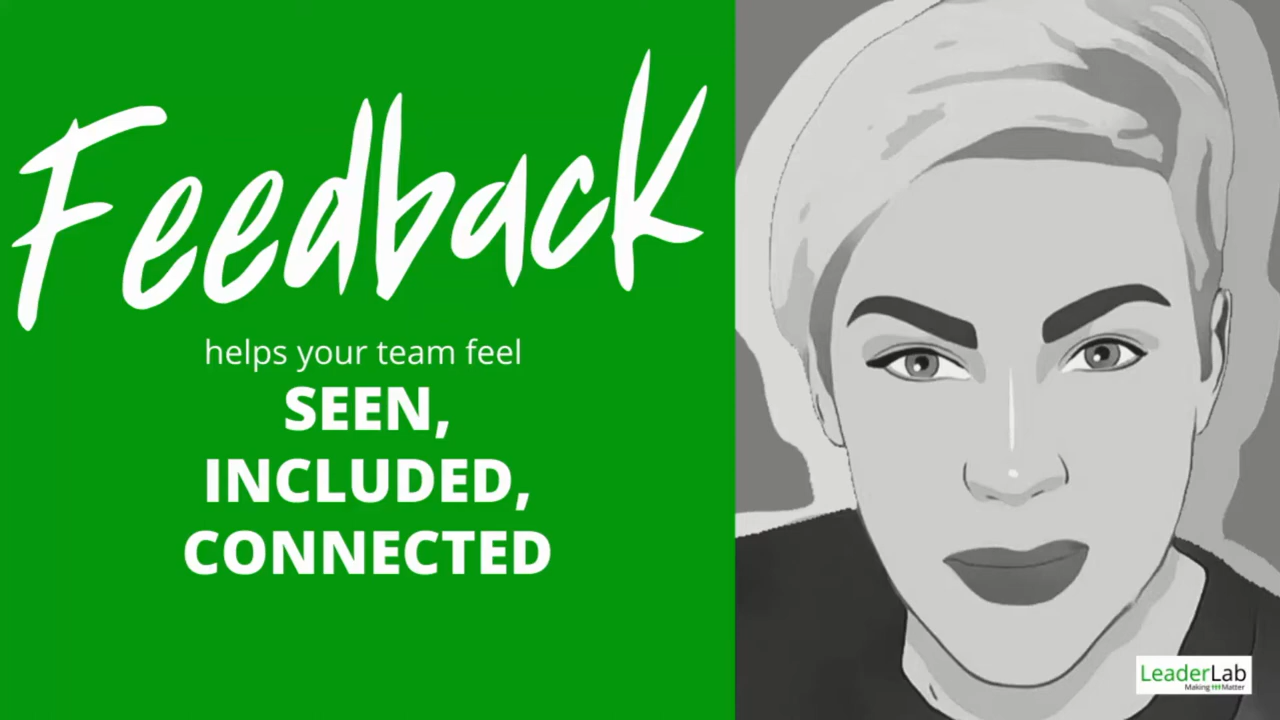 Feedback
helps your team feel
SEEN,
INCLUDED,
CONNECTED
LeaderLab
Making Matter